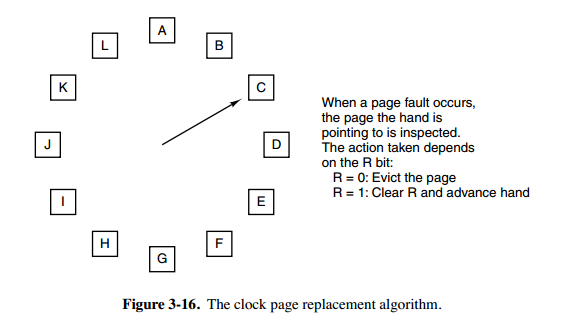 A
L
B
K
C
J
D
I
E
H
F
G
When a page fault occurs,
the page the hand is
pointing to is inspected.
The action taken depends
on the R bit:
R = 0: Evict the page
R = 1: Clear R and advance hand
Figure 3-16. The clock page replacement algorithm.